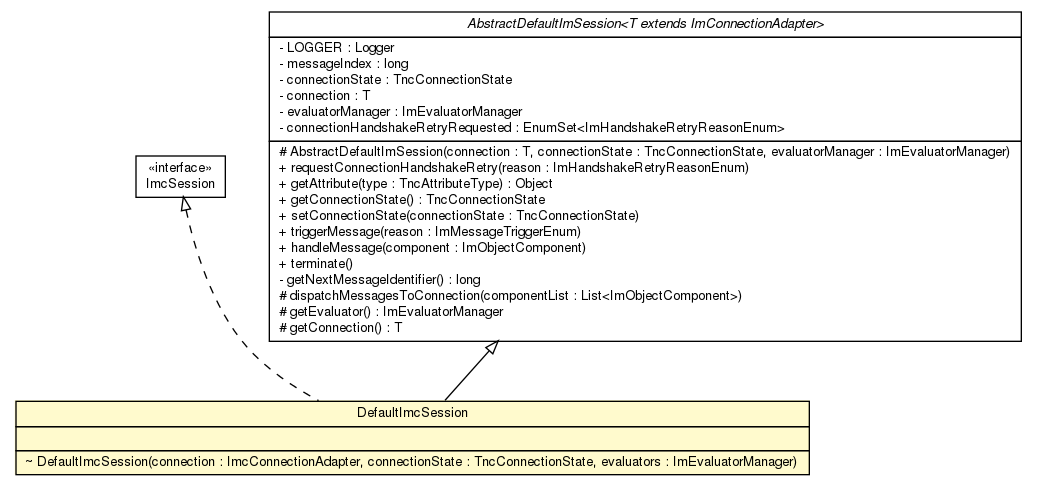 AbstractDefaultImSession<T extends ImConnectionAdapter>
- LOGGER : Logger
- messageIndex : long
- connectionState : TncConnectionState
- connection : T
- evaluatorManager : ImEvaluatorManager
- connectionHandshakeRetryRequested : EnumSet<ImHandshakeRetryReasonEnum>
# AbstractDefaultImSession(connection : T, connectionState : TncConnectionState, evaluatorManager : ImEvaluatorManager)
+ requestConnectionHandshakeRetry(reason : ImHandshakeRetryReasonEnum)
+ getAttribute(type : TncAttributeType) : Object
+ getConnectionState() : TncConnectionState
+ setConnectionState(connectionState : TncConnectionState)
+ triggerMessage(reason : ImMessageTriggerEnum)
+ handleMessage(component : ImObjectComponent)
+ terminate()
- getNextMessageIdentifier() : long
# dispatchMessagesToConnection(componentList : List<ImObjectComponent>)
# getEvaluator() : ImEvaluatorManager
# getConnection() : T
«interface»
ImcSession
DefaultImcSession
~ DefaultImcSession(connection : ImcConnectionAdapter, connectionState : TncConnectionState, evaluators : ImEvaluatorManager)